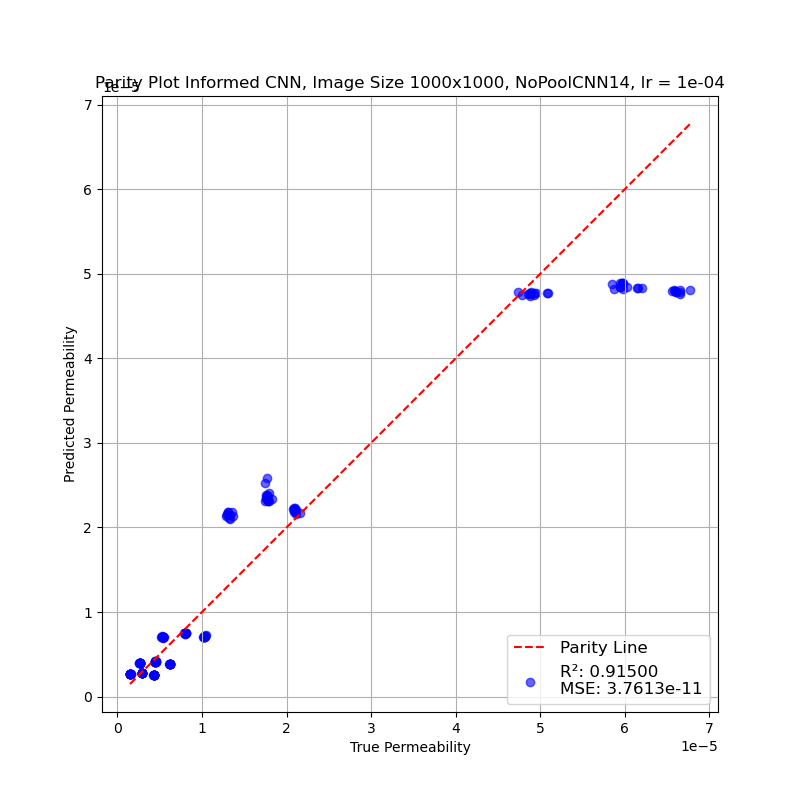 Parity Plot Informed CNN, Image Size 1000x1000, NoPoolCNN14, lr = 1e-04
1e−5
7
6
5
4
3
2
1
0
Predicted Permeability
Parity Line
R²: 0.91500
MSE: 3.7613e-11
0 1 2 3 4 5 6 7
1e−5
True Permeability